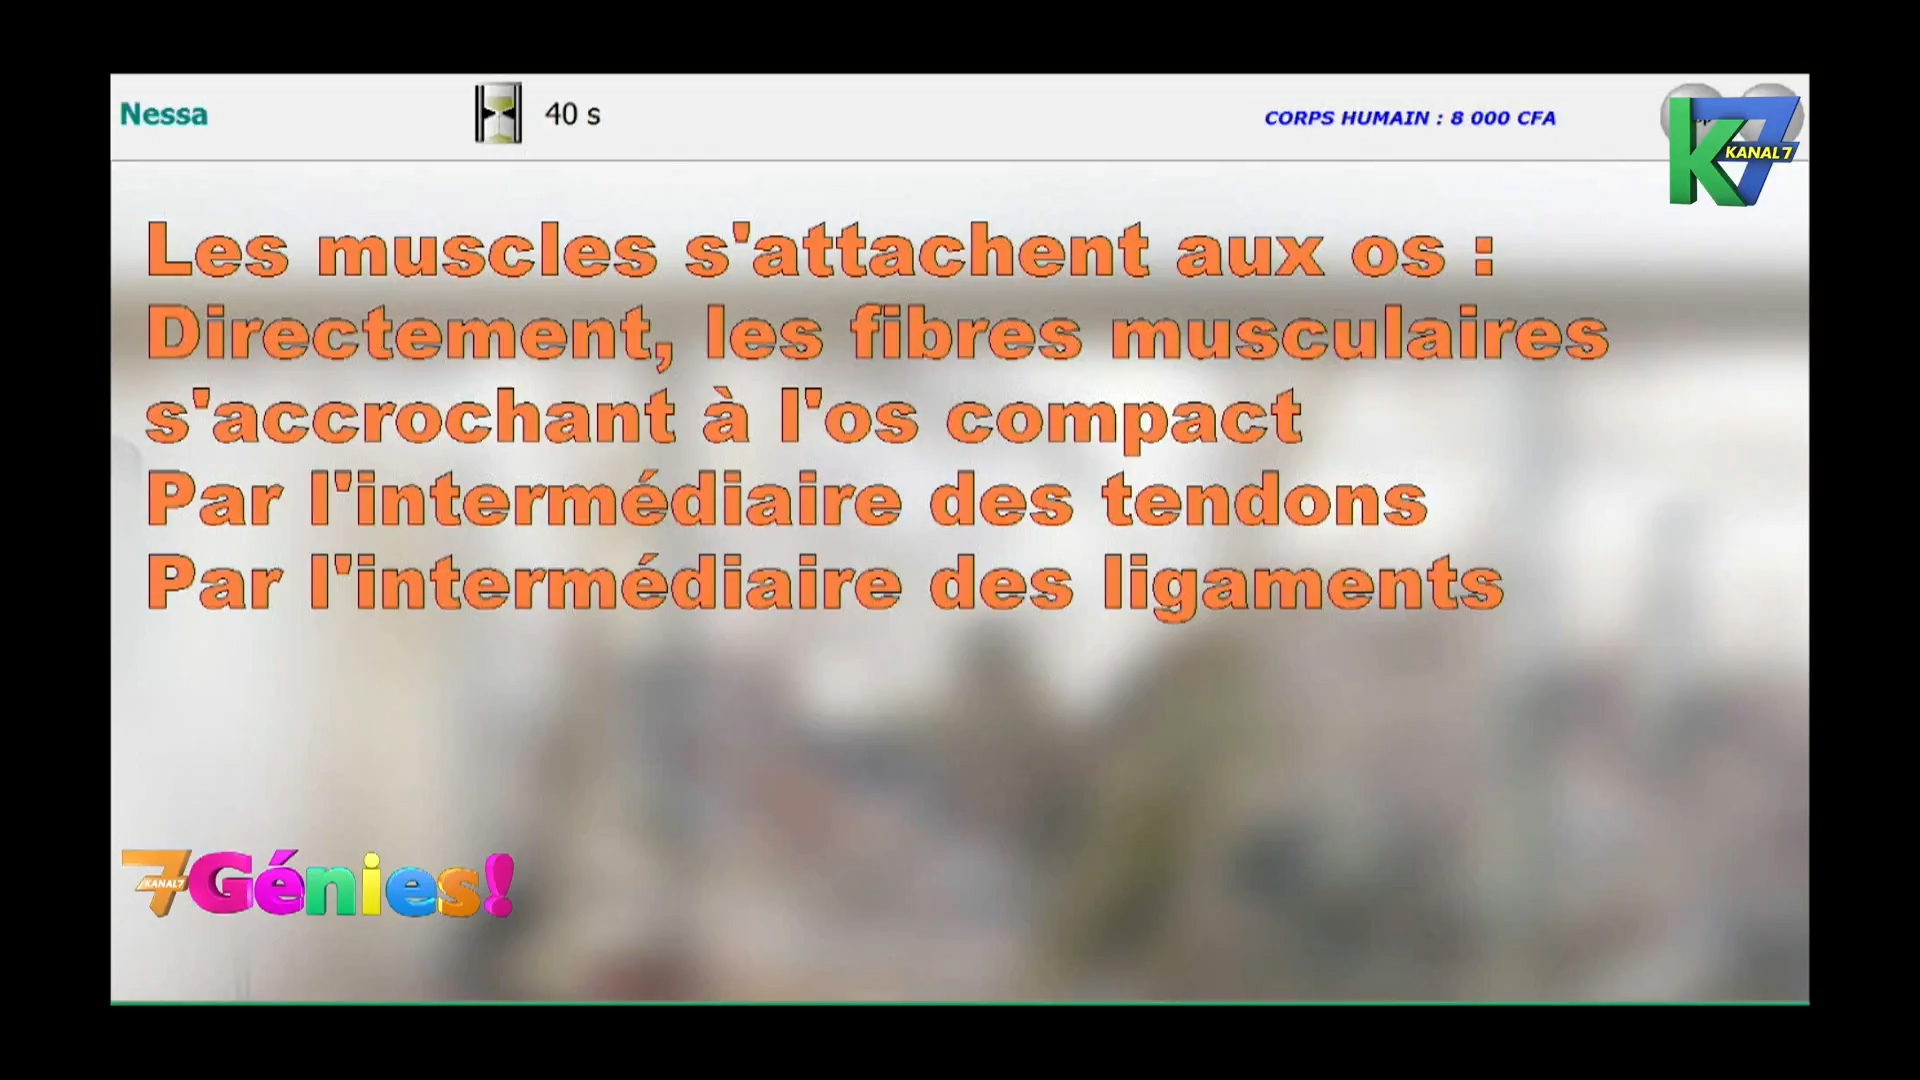 Nessa
40 s
CORPS HUMAIN : 8 000 CFA
KANAL7
Les muscles s'attachent aux os :
Directement, les fibres musculaires
s'accrochant à l'os compact
Par l'intermédiaire des tendons
Par l'intermédiaire des ligaments
7 KANAL7 Génies!